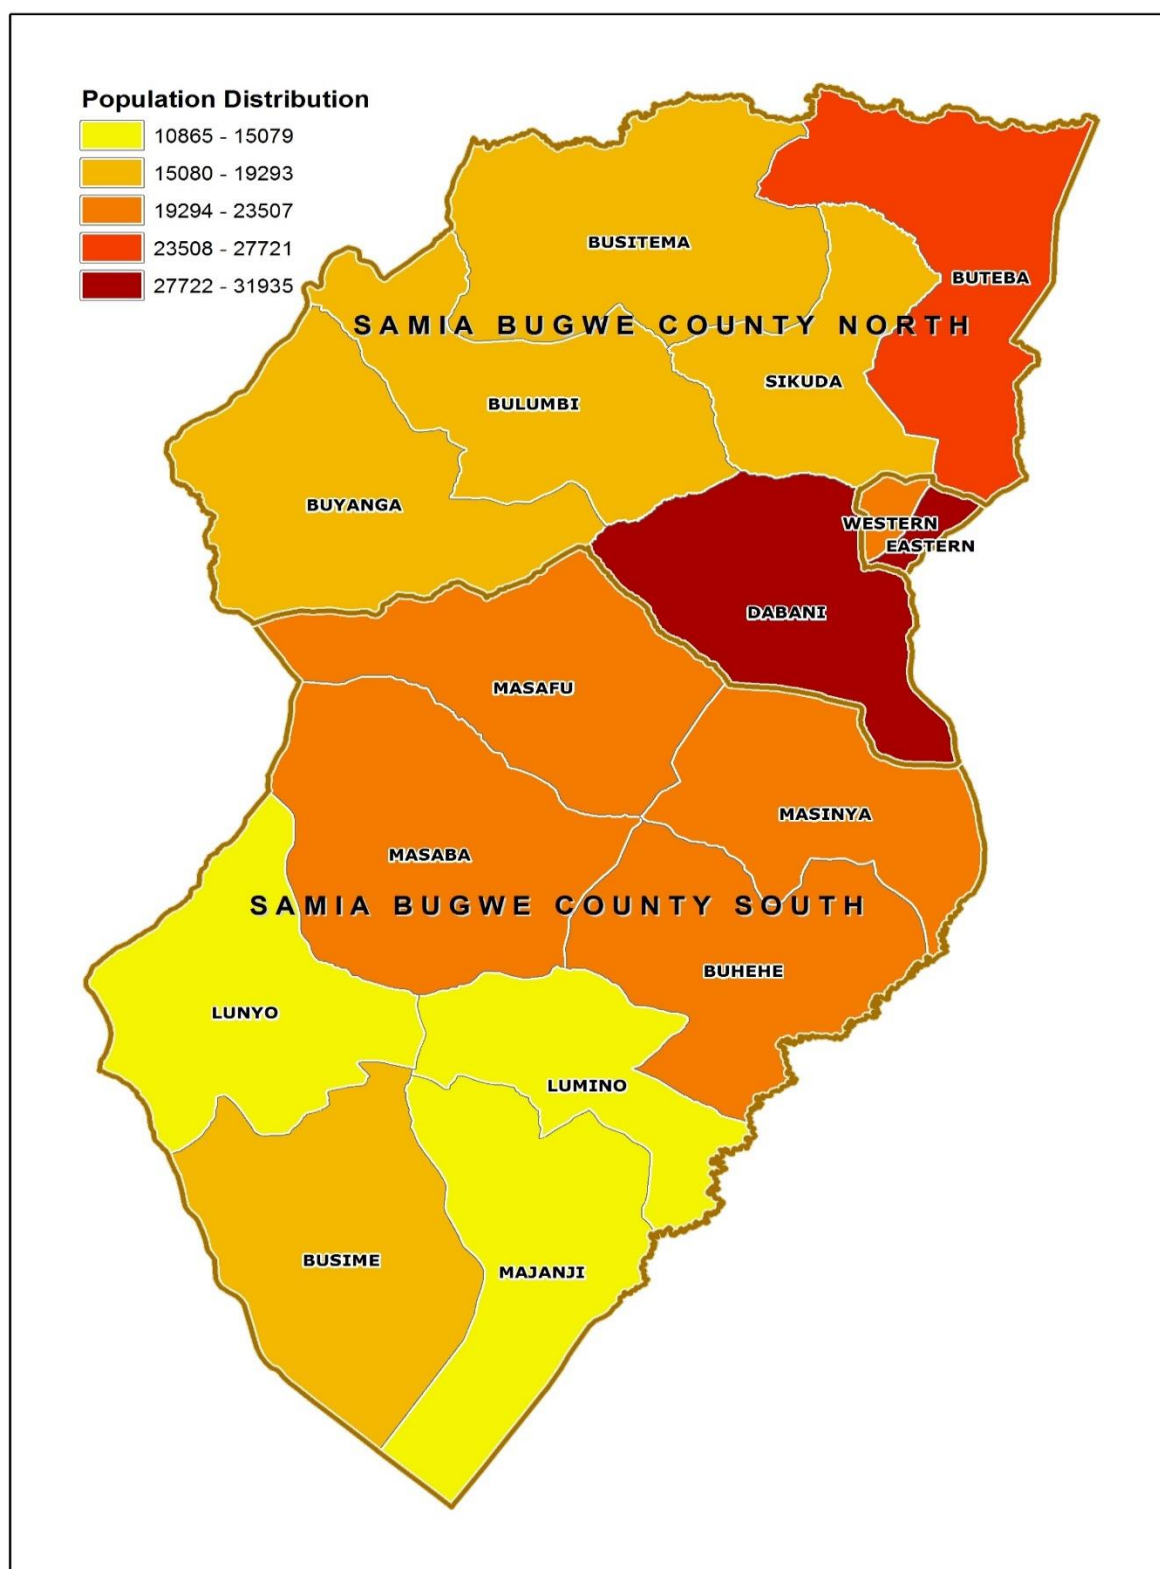 Population Distribution
10865 - 15079
15080 - 19293
19294 - 23507
23508 - 27721
27722 - 31935
BUSITEMA
BUTEBA
SAMIA BUGWE COUNTY NORTH
SIKUDA
BULUMBI
BUYANGA
WESTERN
EASTERN
DABANI
MASAFU
MASINYA
MASABA
SAMIA BUGWE COUNTY SOUTH
BUHEHE
LUNYO
LUMINO
BUSIME
MAJANJI